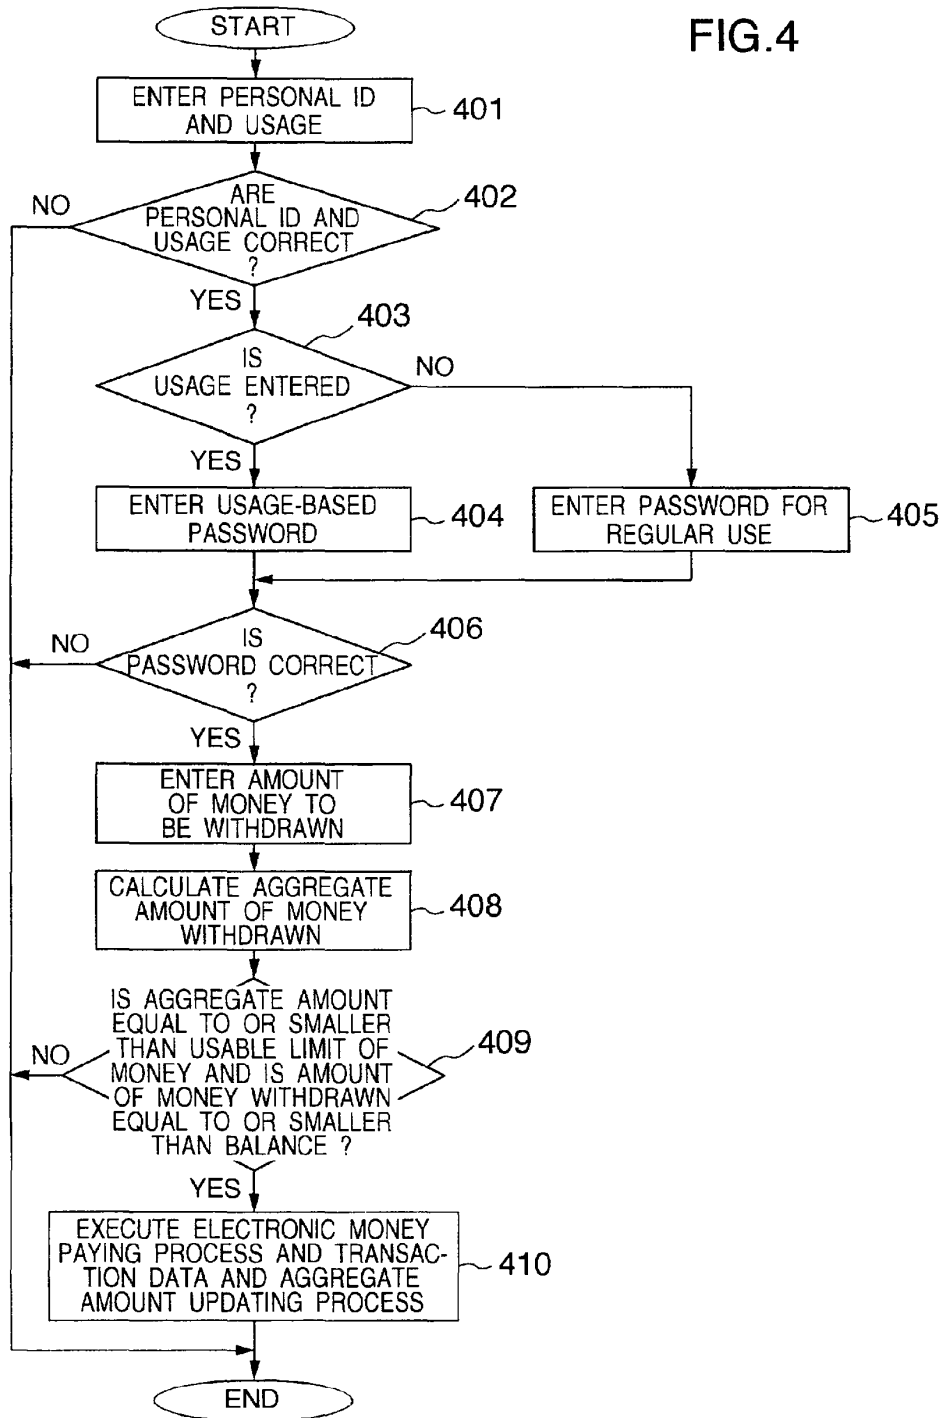 START
FIG.4
ENTER PERSONAL ID
AND USAGE
401
ARE
PERSONAL ID AND
USAGE CORRECT
?
402
NO
YES
403
IS
USAGE ENTERED
?
NO
YES
ENTER USAGE-BASED
PASSWORD
404
ENTER PASSWORD FOR
REGULAR USE
405
IS
PASSWORD CORRECT
?
406
NO
YES
ENTER AMOUNT
OF MONEY TO
BE WITHDRAWN
407
CALCULATE AGGREGATE
AMOUNT OF MONEY
WITHDRAWN
408
IS AGGREGATE AMOUNT
EQUAL TO OR SMALLER
THAN USABLE LIMIT OF
MONEY AND IS AMOUNT
OF MONEY WITHDRAWN
EQUAL TO OR SMALLER
THAN BALANCE ?
409
NO
YES
EXECUTE ELECTRONIC MONEY
PAYING PROCESS AND TRANSAC-
TION DATA AND AGGREGATE
AMOUNT UPDATING PROCESS
410
END